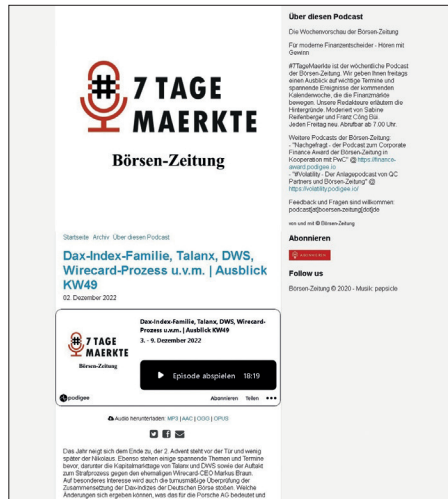 # 7 TAGE
MAERKTE
Börsen-Zeitung
Startseite Archiv Über diesen Podcast
Dax-Index-Familie, Talanx, DWS,
Wirecard-Prozess u.v.m. | Ausblick
KW49
02. Dezember 2022
# 7 TAGE
MAERKTE
Börsen-Zeitung
Dax-Index-Familie, Talanx, DWS, Wirecard-
Prozess u.v.m. | Ausblick KW49
3. - 9. Dezember 2022
Episode abspielen 18:19
podigee
Abonnieren Teilen •••
Audio herunterladen: MP3 | AAC | OGG | OPUS
Das Jahr neigt sich dem Ende zu, der 2. Advent steht vor der Tür und wenig
später der Nikolaus. Ebenso stehen einige spannende Themen und Termine
bevor, darunter die Kapitalmarkttage von Talanx und DWS sowie der Auftakt
zum Strafprozess gegen den ehemaligen Wirecard-CEO Markus Braun.
Auf besonderes Interesse wird auch die turnusmäßige Überprüfung der
Zusammensetzung des Dax-Indizes der Deutschen Börse stoßen. Welche
Änderungen sich ergeben können, was das für die Porsche AG bedeutet und
Über diesen Podcast
Die Wochenvorschau der Börsen-Zeitung
Für moderne Finanzentscheider - Hören mit
Gewinn
#7TageMaerkte ist der wöchentliche Podcast
der Börsen-Zeitung. Wir geben Ihnen freitags
einen Ausblick auf wichtige Termine und
spannende Ereignisse der kommenden
Kalenderwoche, die die Finanzmärkte
bewegen. Unsere Redakteure erläutern die
Hintergründe. Moderiert von Sabine
Reifenberger und Franz Công Bùi.
Jeden Freitag neu. Abrufbar ab 7.00 Uhr.
Weitere Podcasts der Börsen-Zeitung:
- "Nachgefragt - der Podcast zum Corporate
Finance Award der Börsen-Zeitung in
Kooperation mit PwC" @ https://finance-
award.podigee.io
- "#Volatility - Der Anlagepodcast von QC
Partners und Börsen-Zeitung" @
https://volatility.podigee.io/
Feedback und Fragen sind willkommen:
podcast[at]boersen-zeitung[dot]de
von und mit © Börsen-Zeitung
Abonnieren
Follow us
Börsen-Zeitung © 2020 - Musik: pepsicle